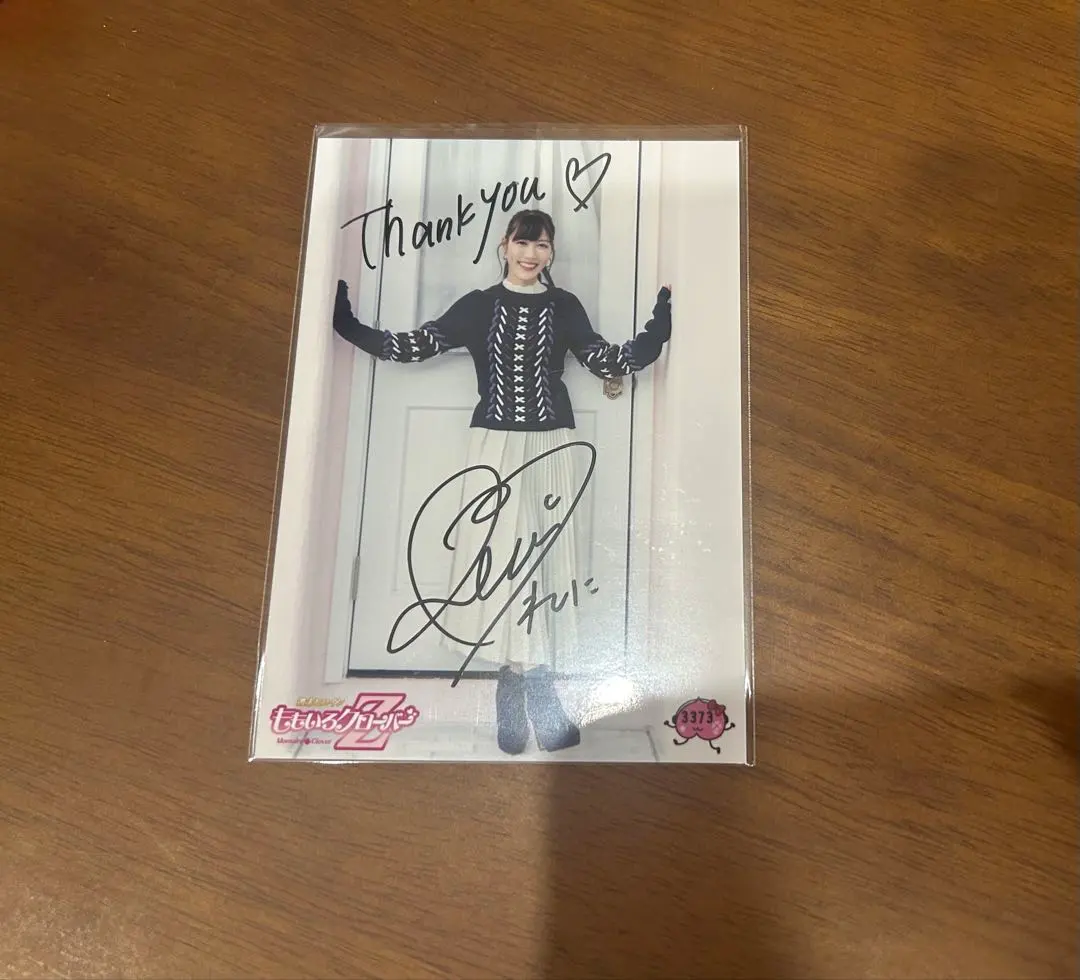 Thank you ♡
Reni
れに
ももいろクローバーZ
Momoiro Clover
3373